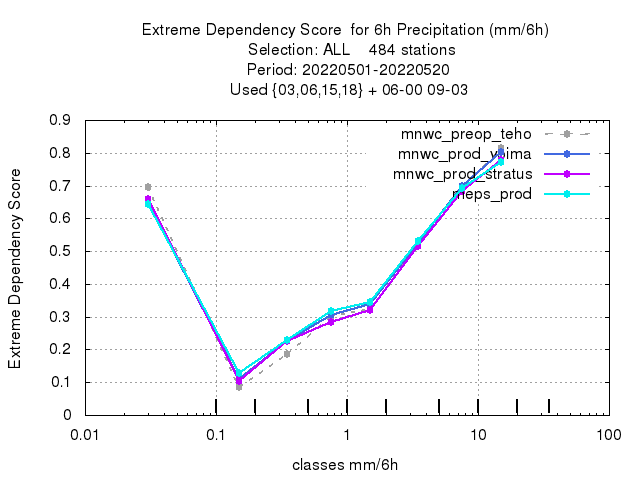 Extreme Dependency Score  for 6h Precipitation (mm/6h)
Selection: ALL    484 stations
Period: 20220501-20220520
Used {03,06,15,18} + 06-00 09-03
Extreme Dependency Score
0.9
0.8
0.7
0.6
0.5
0.4
0.3
0.2
0.1
0
mnwc_preop_teho
mnwc_prod_voima
mnwc_prod_stratus
meps_prod
0.01 0.1 1 10 100
classes mm/6h